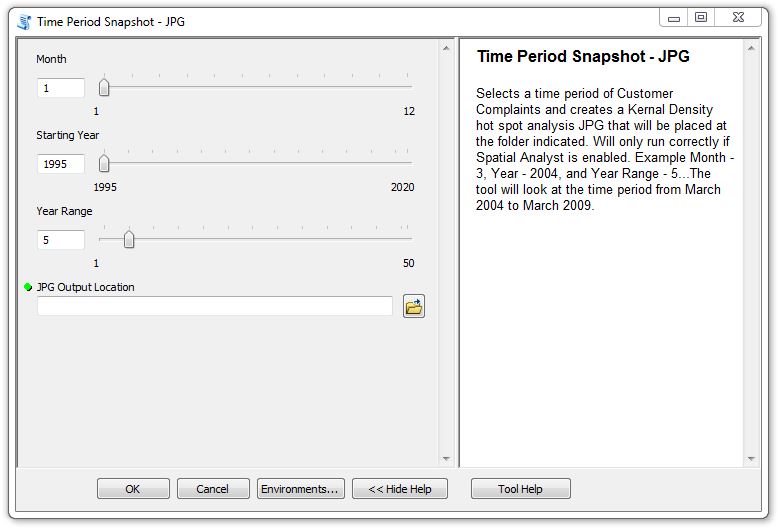 Time Period Snapshot - JPG
Month
1
1 12
Starting Year
1995
1995 2020
Year Range
5
1 50
JPG Output Location
Time Period Snapshot - JPG
Selects a time period of Customer
Complaints and creates a Kernal Density
hot spot analysis JPG that will be placed at
the folder indicated. Will only run correctly if
Spatial Analyst is enabled. Example Month -
3, Year - 2004, and Year Range - 5...The
tool will look at the time period from March
2004 to March 2009.
OK Cancel Environments... << Hide Help Tool Help